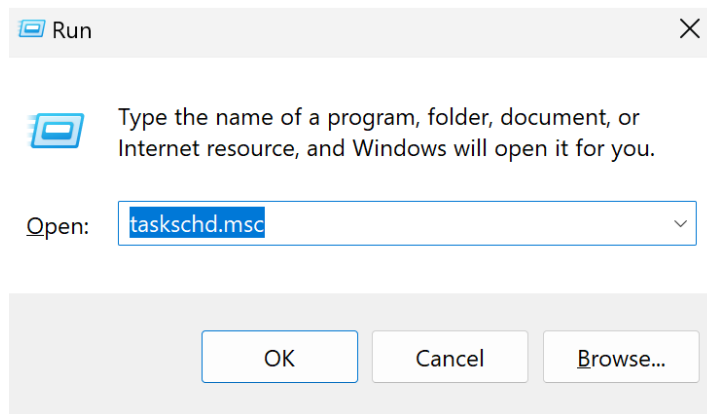 Run
Type the name of a program, folder, document, or
Internet resource, and Windows will open it for you.
Open: taskschd.msc
OK Cancel Browse...